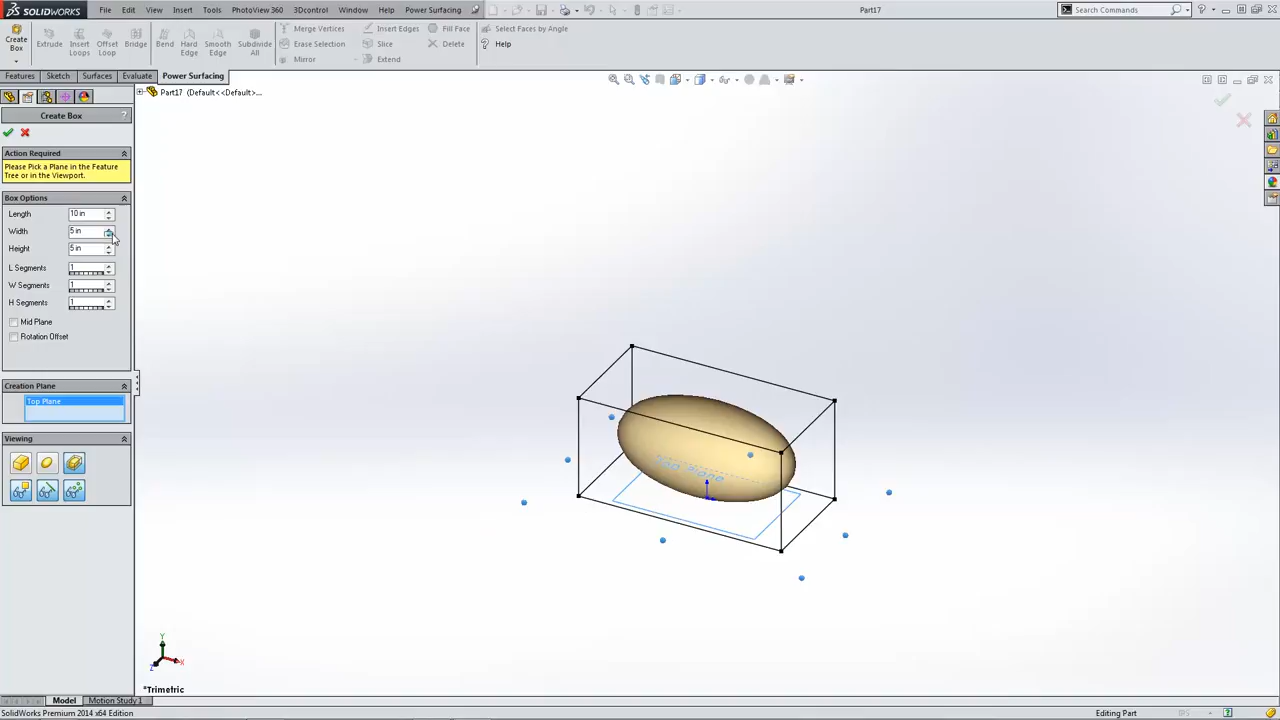 SOLIDWORKS File Edit View Insert Tools PhotoView 360 3Dcontrol Window Help Power Surfacing Part17 Search Commands
Create Box Extrude Insert Loops Offset Loop Bridge Bend Hard Edge Smooth Edge Subdivide All
Merge Vertices Insert Edges Fill Face Select Faces by Angle
Erase Selection Slice Delete Help
Mirror Extend
Features Sketch Surfaces Evaluate Power Surfacing
Part17 (Default<<Default>...
Create Box ?
Action Required
Please Pick a Plane in the Feature
Tree or in the Viewport.
Box Options
Length 10 in
Width 5 in
Height 5 in
L Segments 1
W Segments 1
H Segments 1
Mid Plane
Rotation Offset
Creation Plane
Top Plane
Viewing
Top Plane
Y
Z X
*Trimetric
Model Motion Study 1
SolidWorks Premium 2014 x64 Edition Editing Part